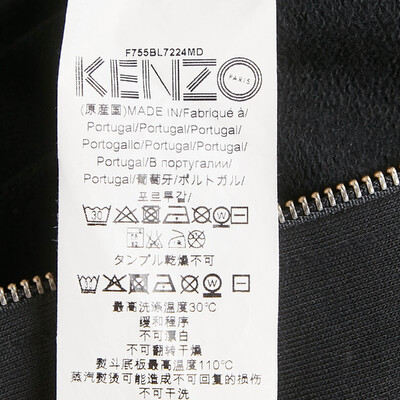 F755BL7224MD
KENZO
PARIS
(原産国)MADE IN/Fabriqué à/
Portugal/Portugal/Portugal/
Portogallo/Portugal/Portugal/
Portugal/В португалии/
Portugal/葡萄牙/ポルトガル/
포르투갈/
30
タンブル乾燥不可
最高洗滌溫度30℃
缓和程序
不可漂白
不可翻转干燥
熨斗底板最高溫度110℃
蒸汽熨烫可能造成不可回复的损伤
不可干洗